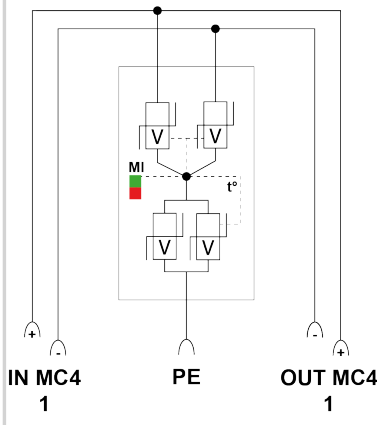 V V
MI
t°
V V
+ - - +
IN MC4 PE OUT MC4
1 1